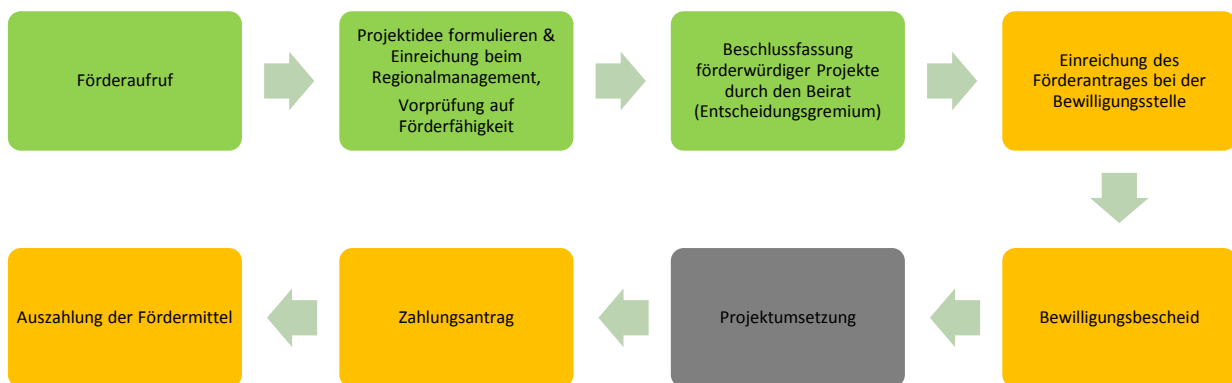 Förderaufruf
Projektidee formulieren &
Einreichung beim
Regionalmanagement,
Vorprüfung auf
Förderfähigkeit
Beschlussfassung
förderwürdiger Projekte
durch den Beirat
(Entscheidungsgremium)
Einreichung des
Förderantrages bei der
Bewilligungsstelle
Bewilligungsbescheid
Projektumsetzung
Zahlungsantrag
Auszahlung der Fördermittel